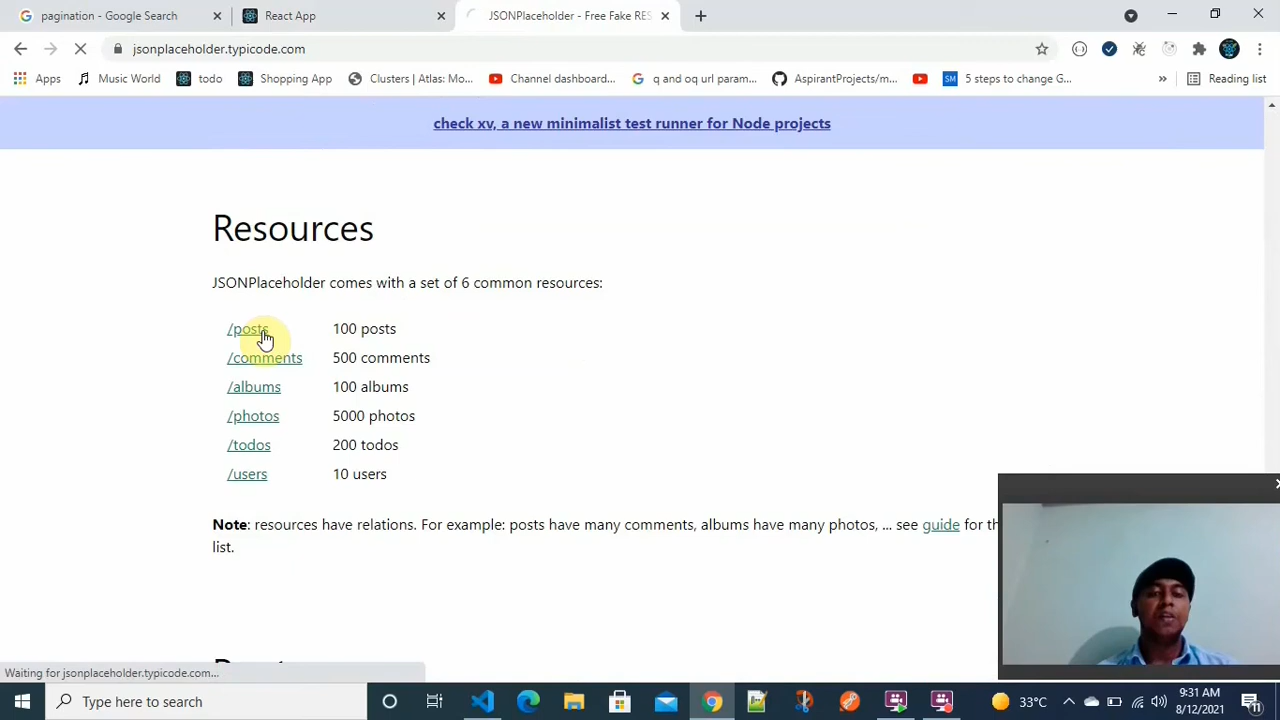 pagination - Google Search
React App
JSONPlaceholder - Free Fake RES
jsonplaceholder.typicode.com
Apps
Music World
todo
Shopping App
Clusters | Atlas: Mo...
Channel dashboard...
q and oq url param...
AspirantProjects/m...
SM
5 steps to change G...
»
Reading list
check xv, a new minimalist test runner for Node projects
Resources
JSONPlaceholder comes with a set of 6 common resources:
/posts 100 posts
/comments 500 comments
/albums 100 albums
/photos 5000 photos
/todos 200 todos
/users 10 users
Note: resources have relations. For example: posts have many comments, albums have many photos, ... see guide for th
list.
Waiting for jsonplaceholder.typicode.com...
Type here to search
33°C
9:31 AM
8/12/2021
11